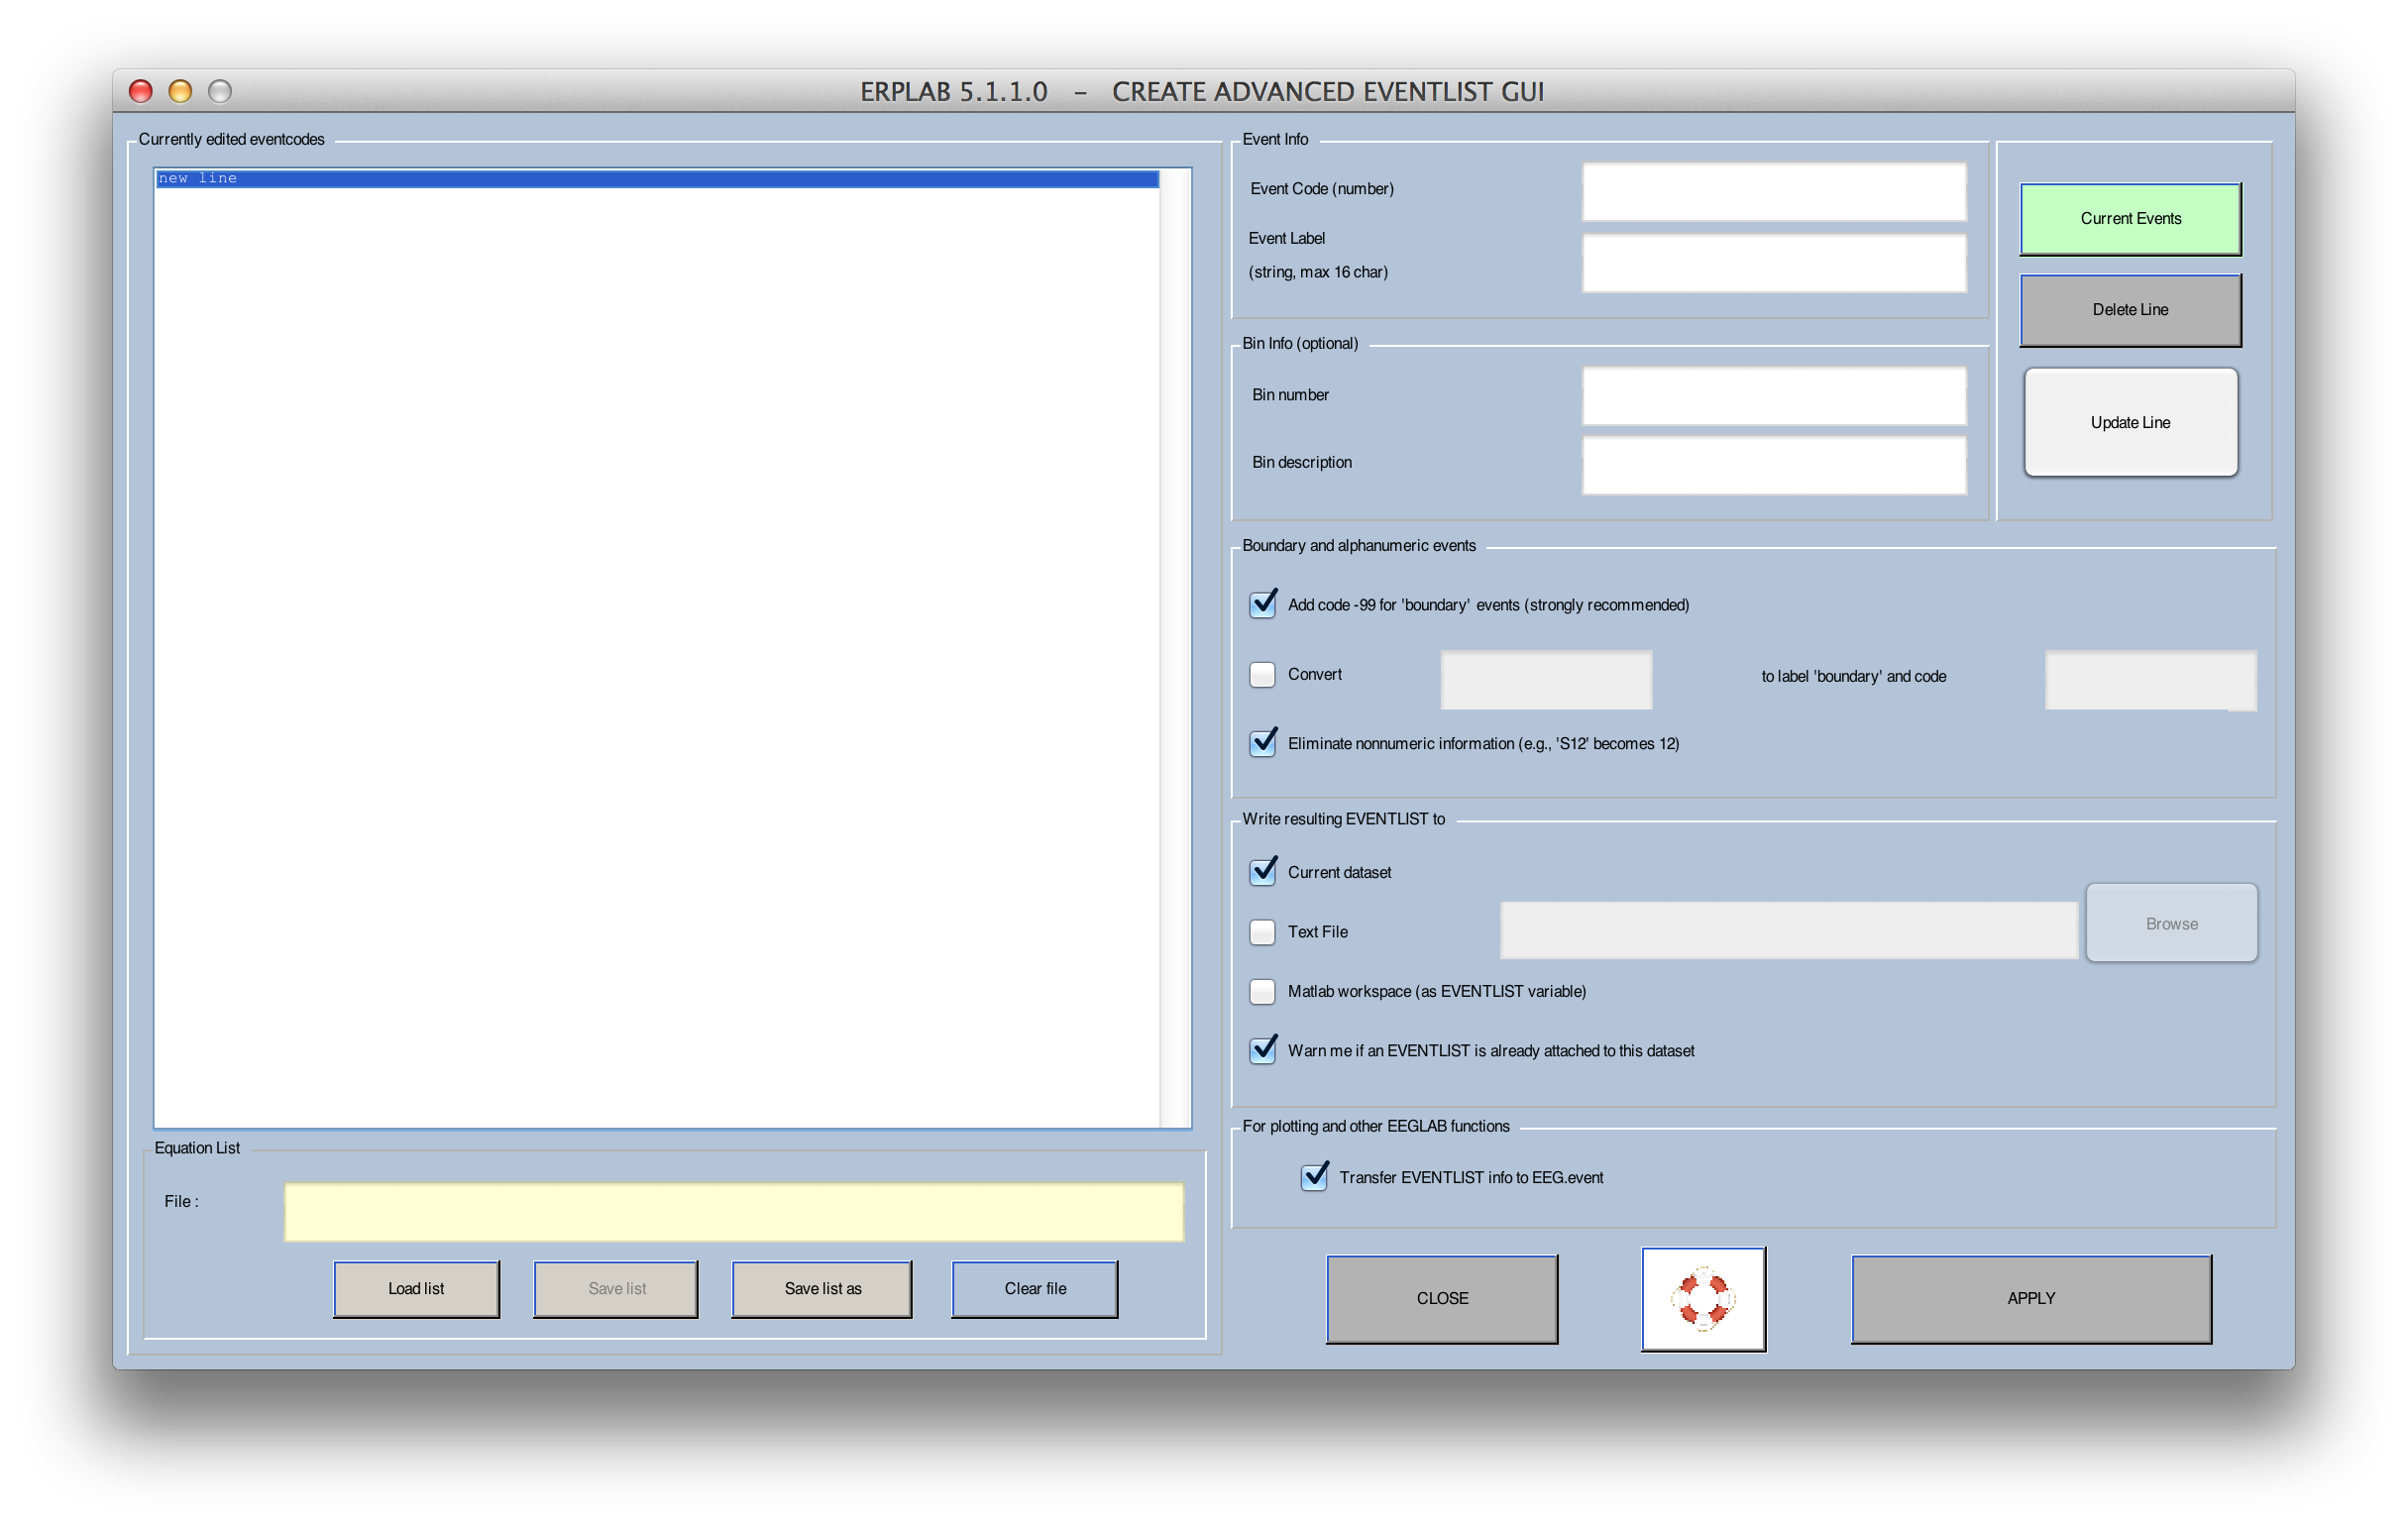 ERPLAB 5.1.1.0 - CREATE ADVANCED EVENTLIST GUI
Currently edited eventcodes
new line
Equation List
File :
Load list
Save list
Save list as
Clear file
Event Info
Event Code (number)
Event Label
(string, max 16 char)
Current Events
Delete Line
Update Line
Bin Info (optional)
Bin number
Bin description
Boundary and alphanumeric events
Add code -99 for 'boundary' events (strongly recommended)
Convert to label 'boundary' and code
Eliminate nonnumeric information (e.g., 'S12' becomes 12)
Write resulting EVENTLIST to
Current dataset
Text File
Browse
Matlab workspace (as EVENTLIST variable)
Warn me if an EVENTLIST is already attached to this dataset
For plotting and other EEGLAB functions
Transfer EVENTLIST info to EEG.event
CLOSE
APPLY